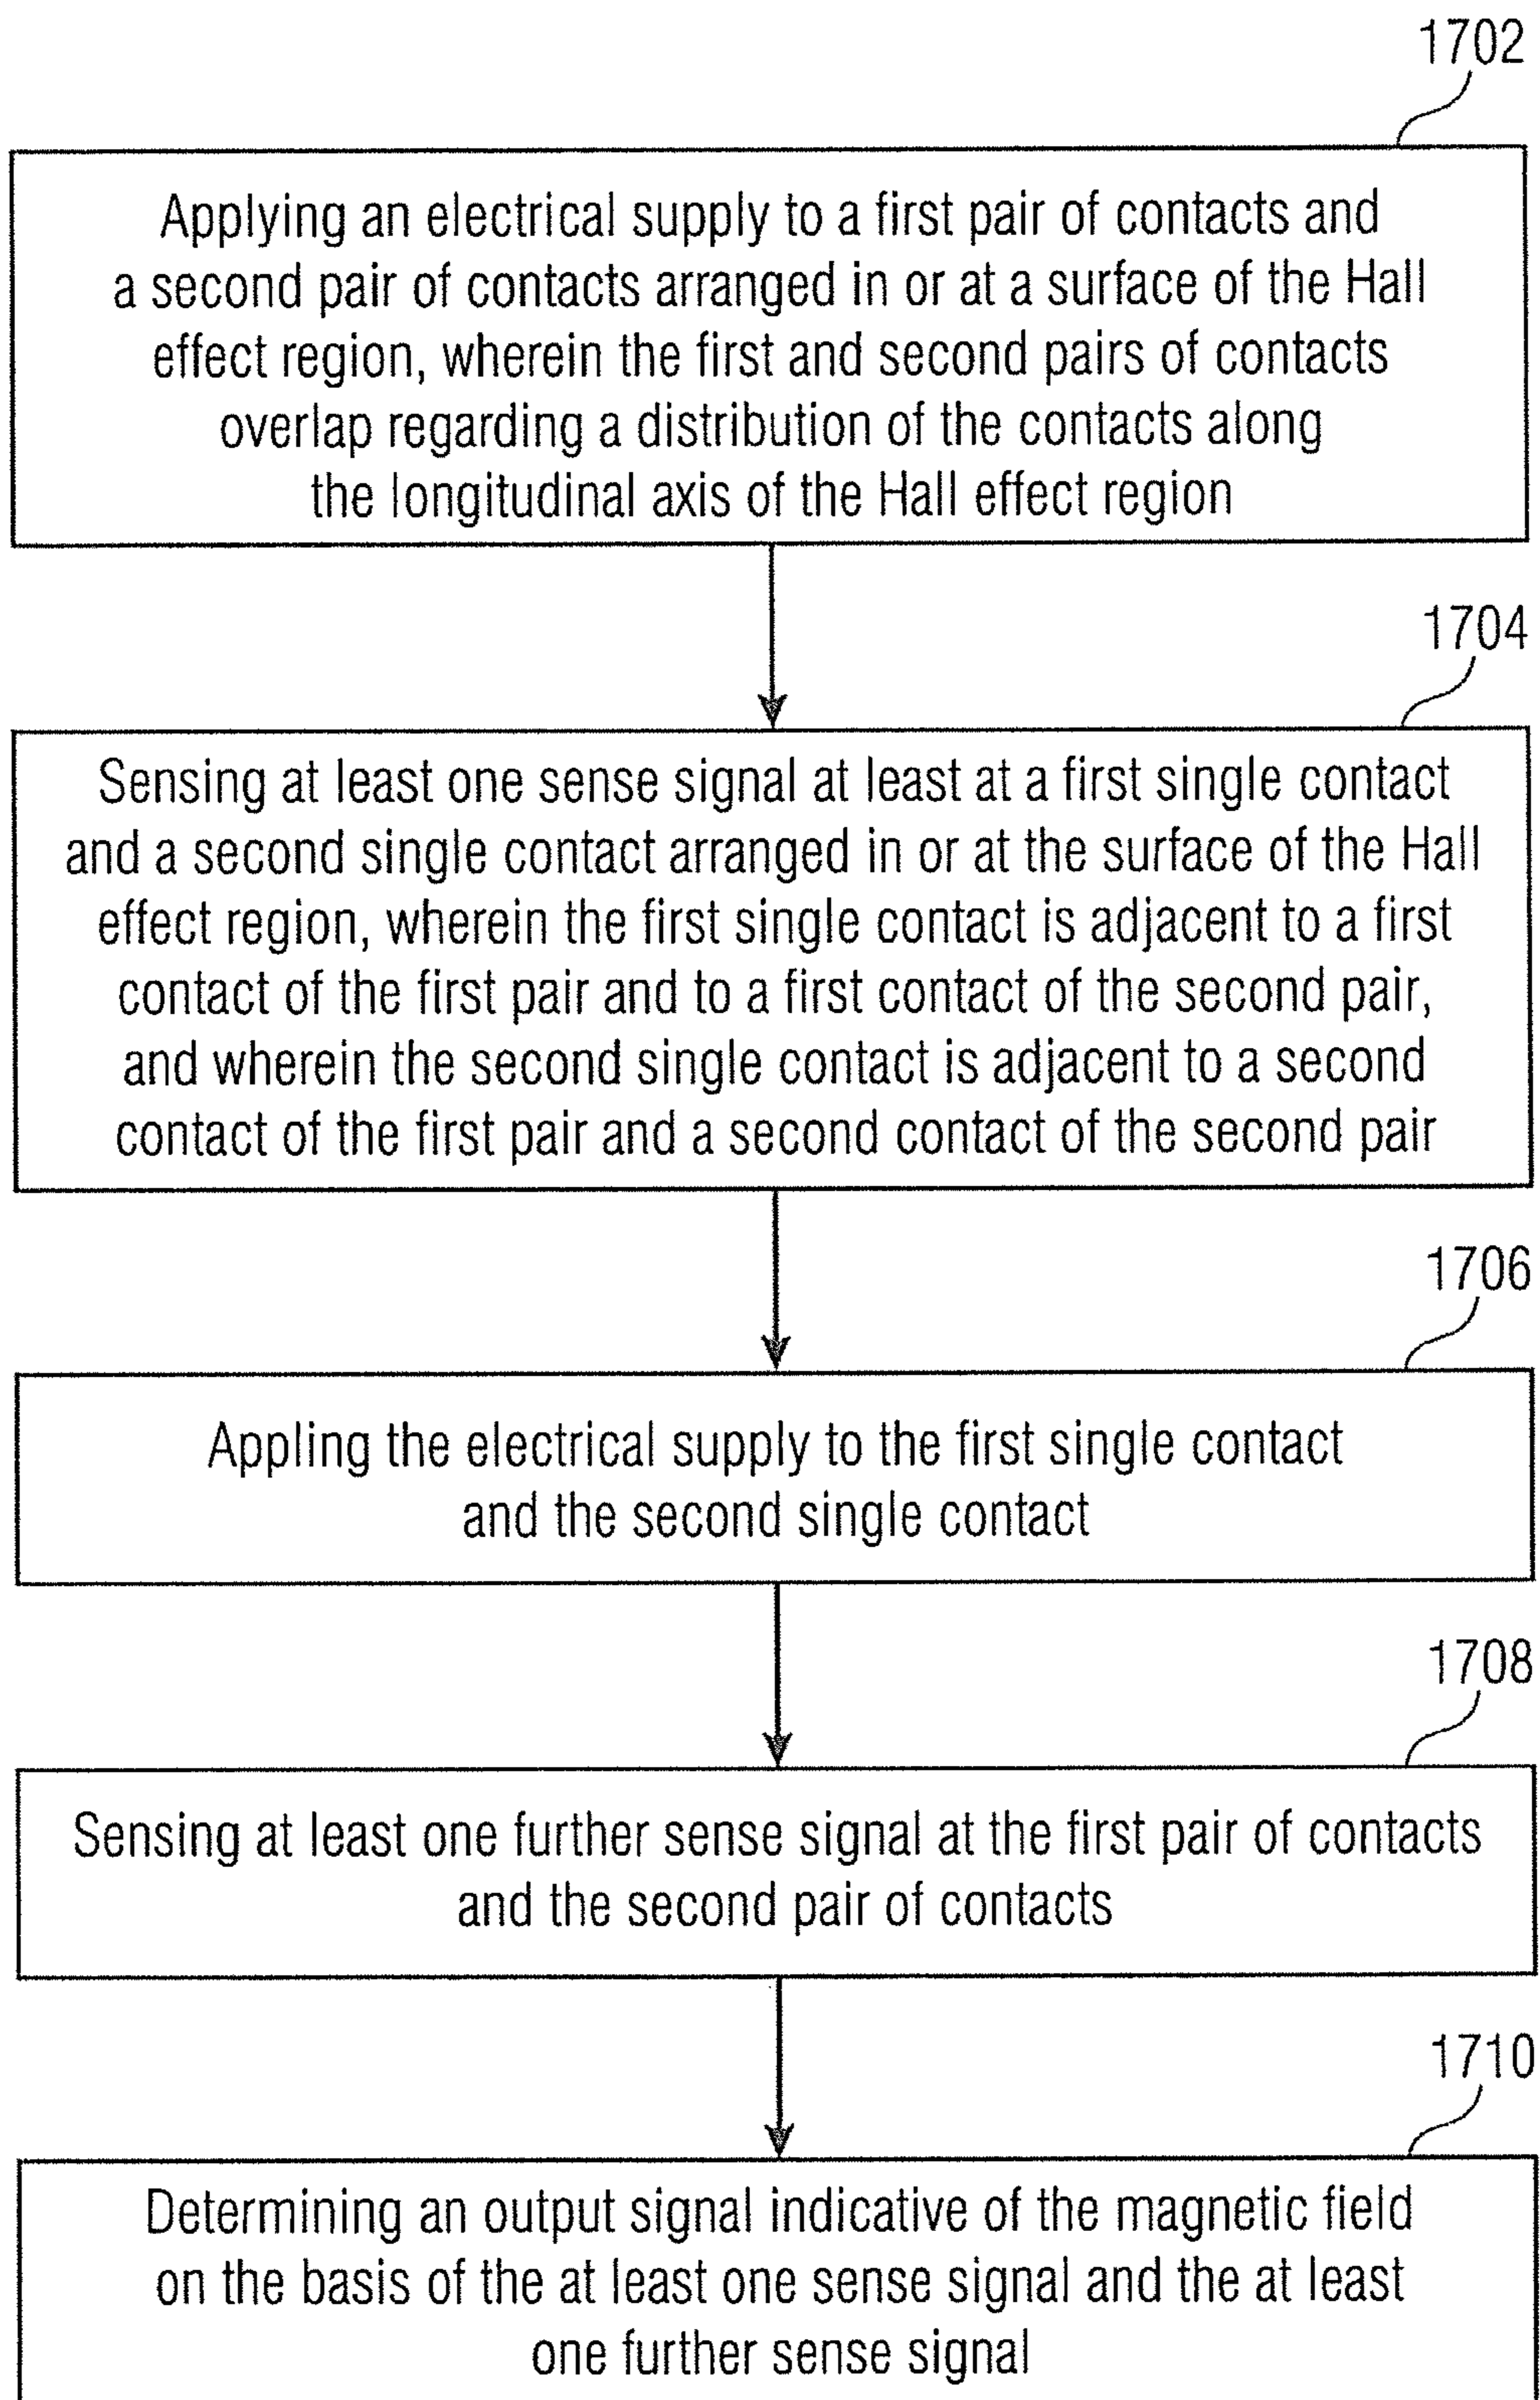 1702
Applying an electrical supply to a first pair of contacts and
a second pair of contacts arranged in or at a surface of the Hall
effect region, wherein the first and second pairs of contacts
overlap regarding a distribution of the contacts along
the longitudinal axis of the Hall effect region
1704
Sensing at least one sense signal at least at a first single contact
and a second single contact arranged in or at the surface of the Hall
effect region, wherein the first single contact is adjacent to a first
contact of the first pair and to a first contact of the second pair,
and wherein the second single contact is adjacent to a second
contact of the first pair and a second contact of the second pair
1706
Appling the electrical supply to the first single contact
and the second single contact
1708
Sensing at least one further sense signal at the first pair of contacts
and the second pair of contacts
1710
Determining an output signal indicative of the magnetic field
on the basis of the at least one sense signal and the at least
one further sense signal